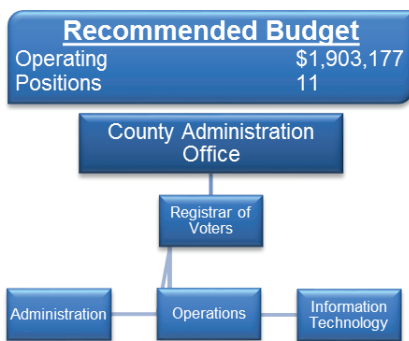 Recommended Budget
Operating $1,903,177
Positions 11
County Administration
Office
Registrar of
Voters
Administration
Operations
Information
Technology